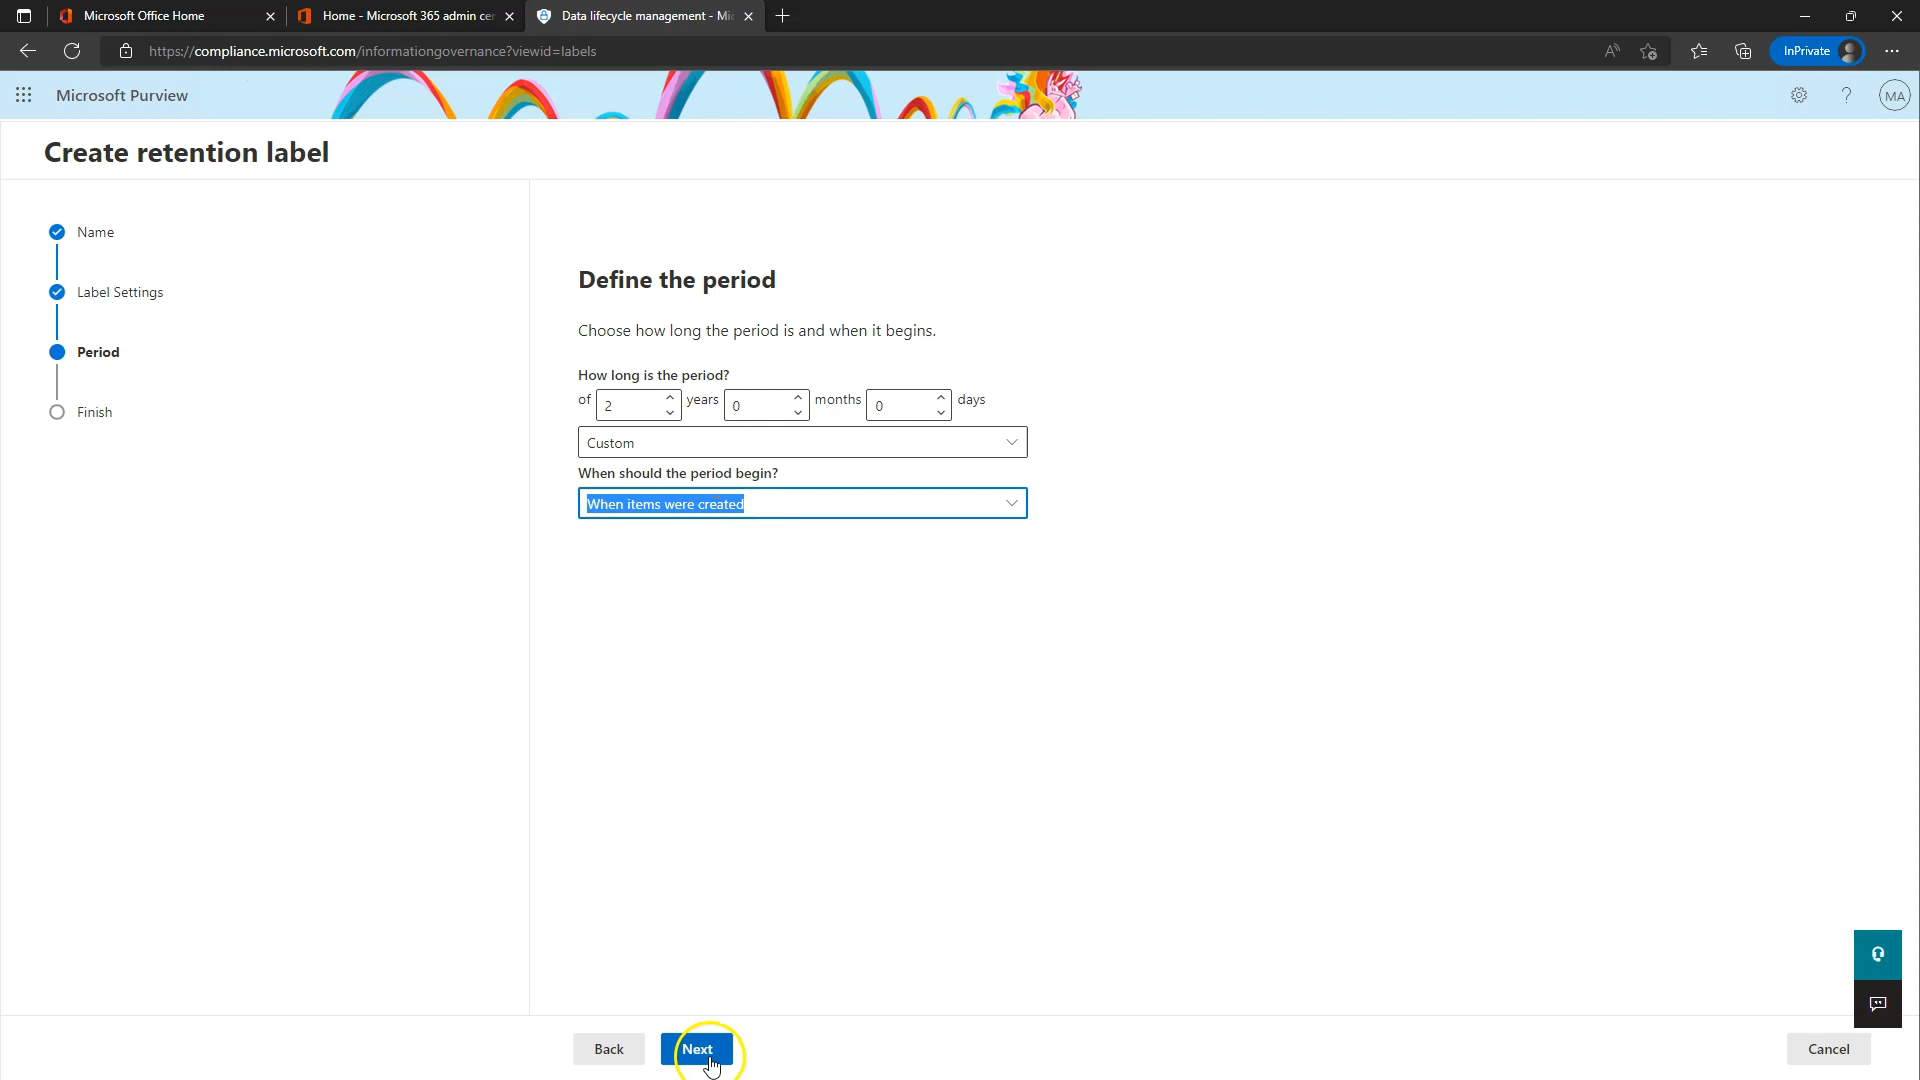 Microsoft Office Home
Home - Microsoft 365 admin cer
Data lifecycle management - Mi
https://compliance.microsoft.com/informationgovernance?viewid=labels
InPrivate
Microsoft Purview
MA
Create retention label
Name
Label Settings
Period
Finish
Define the period
Choose how long the period is and when it begins.
How long is the period?
of 2 years 0 months 0 days
Custom
When should the period begin?
When items were created
Back
Next
Cancel